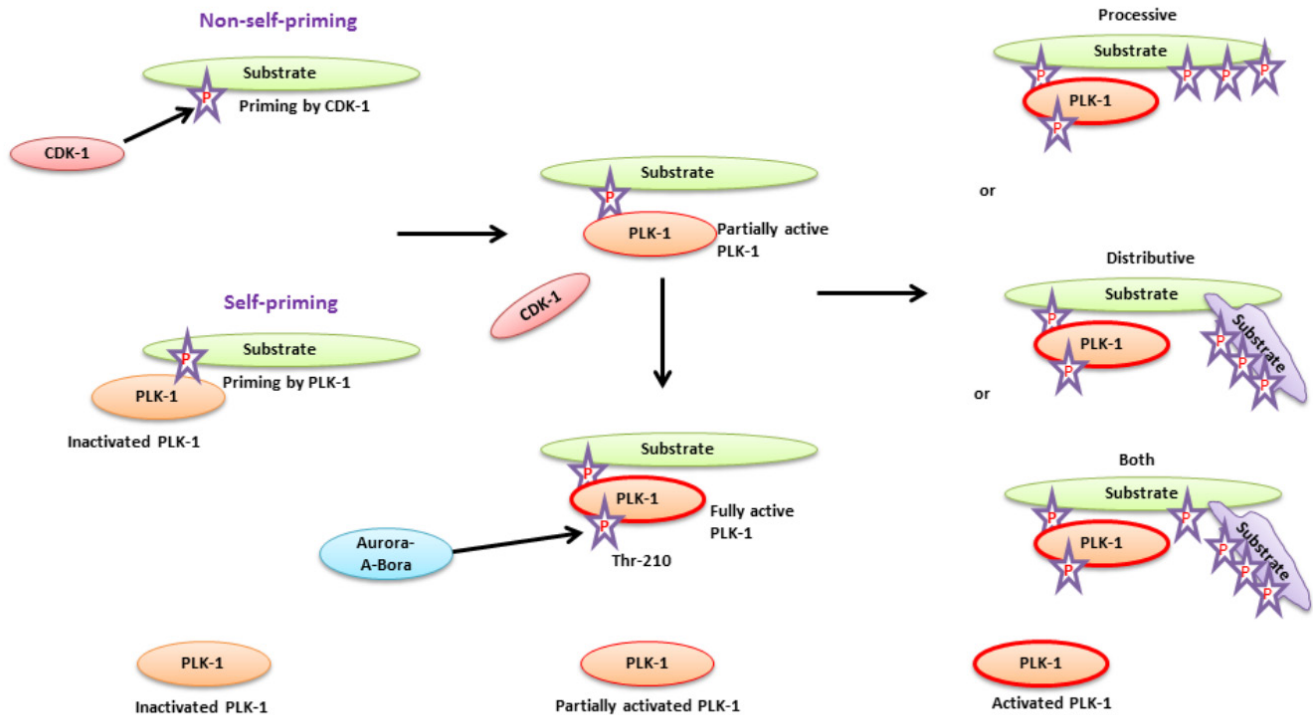 Non-self-priming
Substrate
P
Priming by CDK-1
CDK-1
Self-priming
Substrate
P
Priming by PLK-1
PLK-1
Inactivated PLK-1
Substrate
P
PLK-1
Partially active
PLK-1
CDK-1
Substrate
P
PLK-1
Fully active
PLK-1
P
Thr-210
Aurora-
A-Bora
Processive
Substrate
P
P
P
P
PLK-1
P
or
Distributive
Substrate
P
PLK-1
P
Substrate
P
P
P
or
Both
Substrate
P
P
PLK-1
P
Substrate
P
P
P
PLK-1
Inactivated PLK-1
PLK-1
Partially activated PLK-1
PLK-1
Activated PLK-1